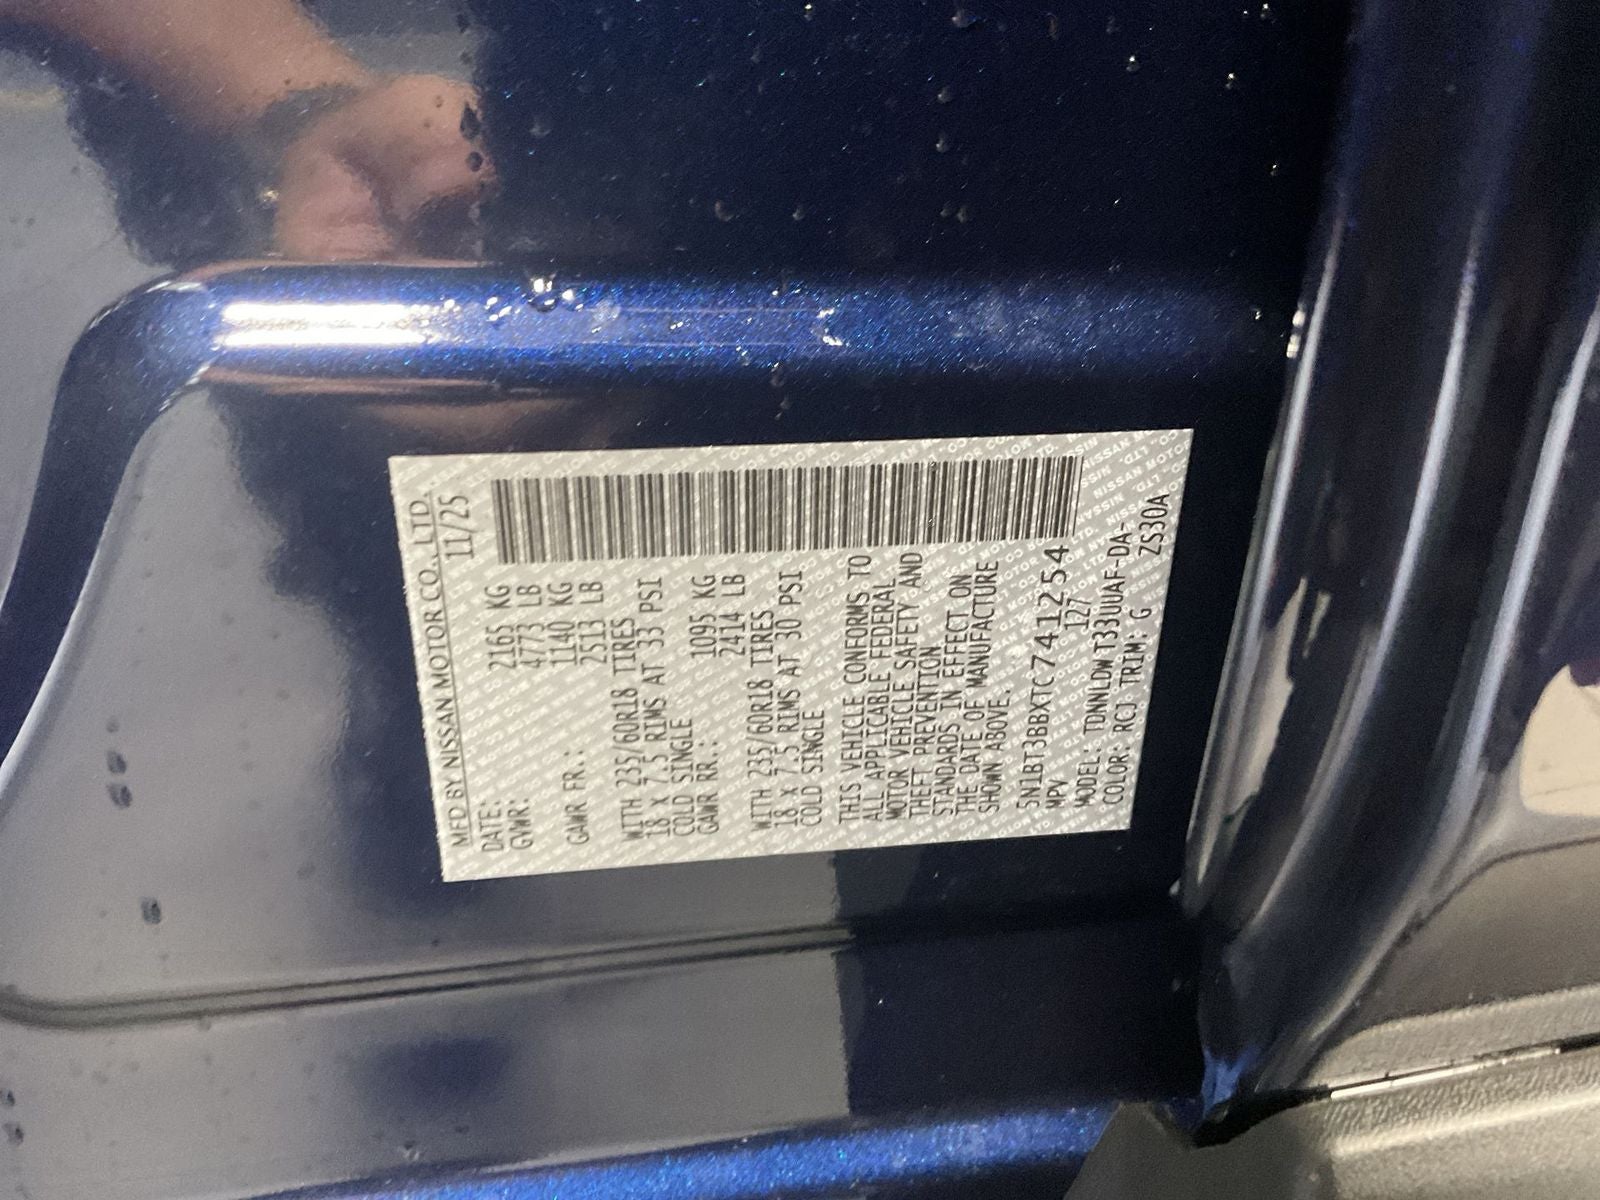 MFD BY NISSAN MOTOR CO.,LTD.
DATE: 11/25
GVWR: 2165 KG
4773 LB
GAWR FR.: 1140 KG
2513 LB
WITH 235/60R18 TIRES
18 x 7.5 RIMS AT 33 PSI
COLD SINGLE
GAWR RR.: 1095 KG
2414 LB
WITH 235/60R18 TIRES
18 x 7.5 RIMS AT 30 PSI
COLD SINGLE
THIS VEHICLE CONFORMS TO
ALL APPLICABLE FEDERAL
MOTOR VEHICLE SAFETY AND
THEFT PREVENTION
STANDARDS IN EFFECT ON
THE DATE OF MANUFACTURE
SHOWN ABOVE.
5N1BT3BBXTC741254
MPV 127
MODEL: TDNNLDWT33UUAF-DA-
COLOR: RCJ TRIM: G ZS30A